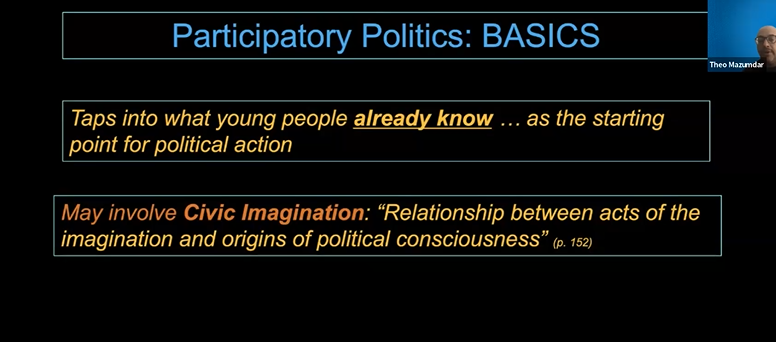 Participatory Politics: BASICS
Theo Mazumdar
Taps into what young people already know … as the starting
point for political action
May involve Civic Imagination: “Relationship between acts of the
imagination and origins of political consciousness” (p. 152)